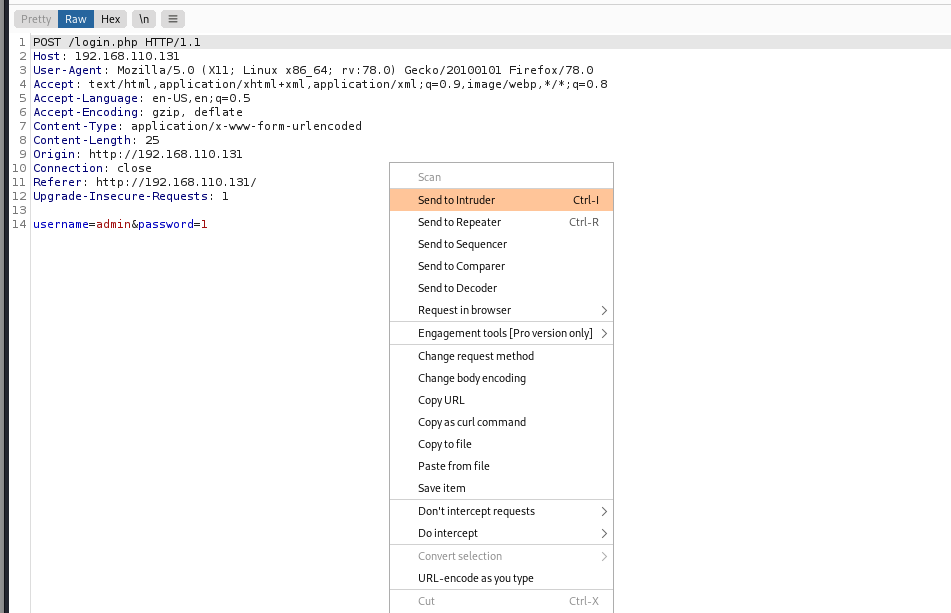 Pretty Raw Hex \n ≡
1 POST /login.php HTTP/1.1
2 Host: 192.168.110.131
3 User-Agent: Mozilla/5.0 (X11; Linux x86_64; rv:78.0) Gecko/20100101 Firefox/78.0
4 Accept: text/html,application/xhtml+xml,application/xml;q=0.9,image/webp,*/*;q=0.8
5 Accept-Language: en-US,en;q=0.5
6 Accept-Encoding: gzip, deflate
7 Content-Type: application/x-www-form-urlencoded
8 Content-Length: 25
9 Origin: http://192.168.110.131
10 Connection: close
11 Referer: http://192.168.110.131/
12 Upgrade-Insecure-Requests: 1
13
14 username=admin&password=1
Scan
Send to Intruder Ctrl-I
Send to Repeater Ctrl-R
Send to Sequencer
Send to Comparer
Send to Decoder
Request in browser
Engagement tools [Pro version only]
Change request method
Change body encoding
Copy URL
Copy as curl command
Copy to file
Paste from file
Save item
Don't intercept requests
Do intercept
Convert selection
URL-encode as you type
Cut Ctrl-X